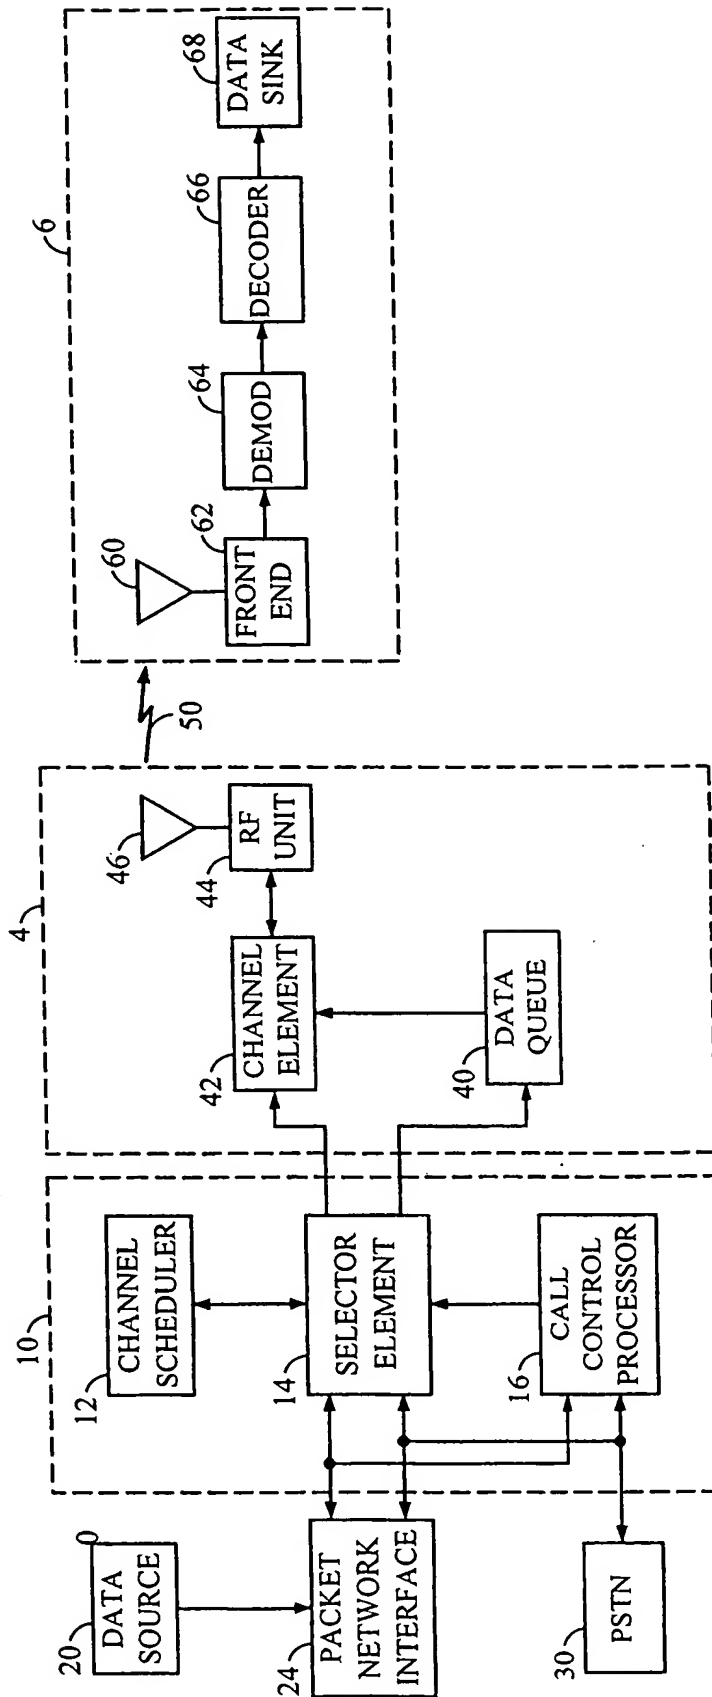 20
DATA
SOURCE
0
24
PACKET
NETWORK
INTERFACE
30
PSTN
10
12
CHANNEL
SCHEDULER
14
SELECTOR
ELEMENT
16
CALL
CONTROL
PROCESSOR
4
42
CHANNEL
ELEMENT
40
DATA
QUEUE
44
RF
UNIT
46
50
6
60
62
FRONT
END
64
DEMOD
66
DECODER
68
DATA
SINK